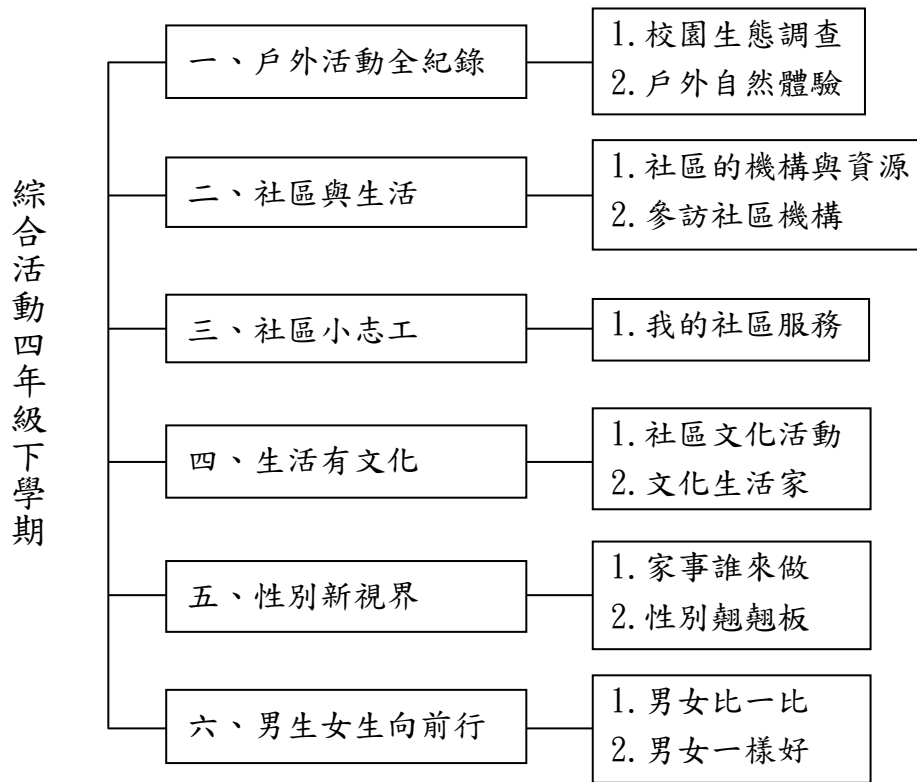 綜合活動四年級下學期
一、戶外活動全紀錄
1.校園生態調查
2.戶外自然體驗
二、社區與生活
1.社區的機構與資源
2.參訪社區機構
三、社區小志工
1.我的社區服務
四、生活有文化
1.社區文化活動
2.文化生活家
五、性別新視界
1.家事誰來做
2.性別翹翹板
六、男生女生向前行
1.男女比一比
2.男女一樣好